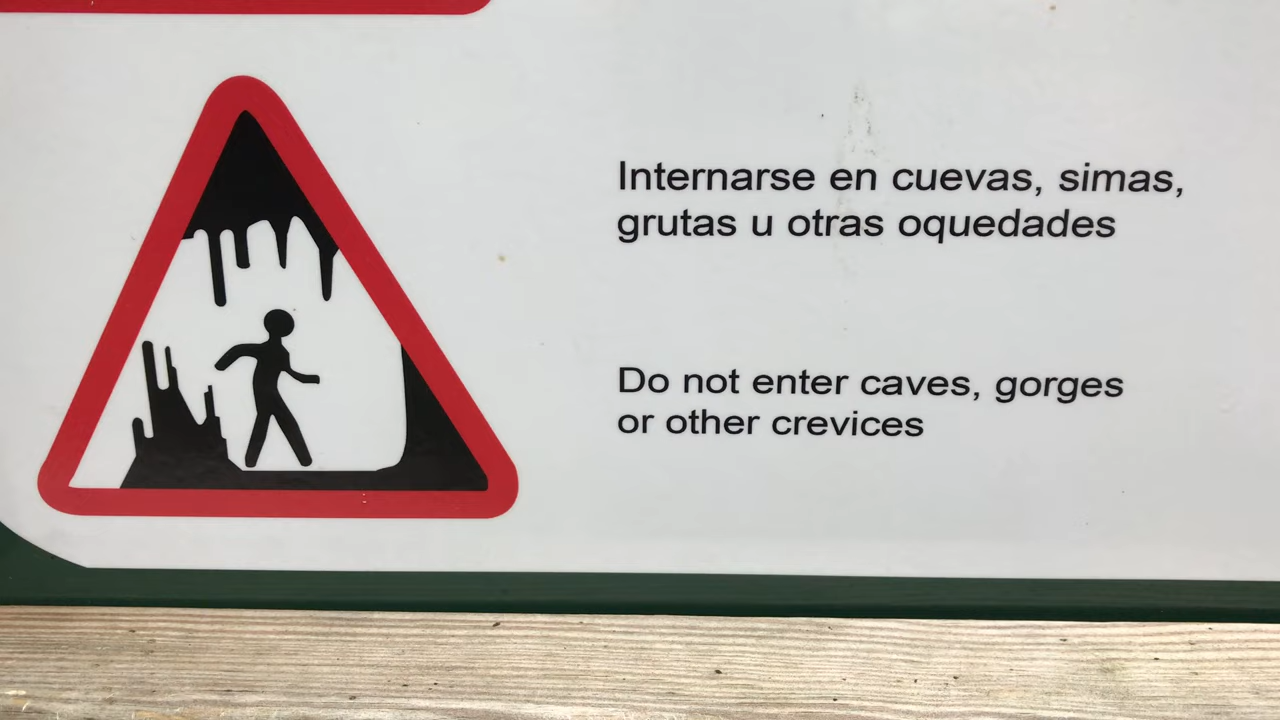 Internarse en cuevas, simas,
grutas u otras oquedades
Do not enter caves, gorges
or other crevices